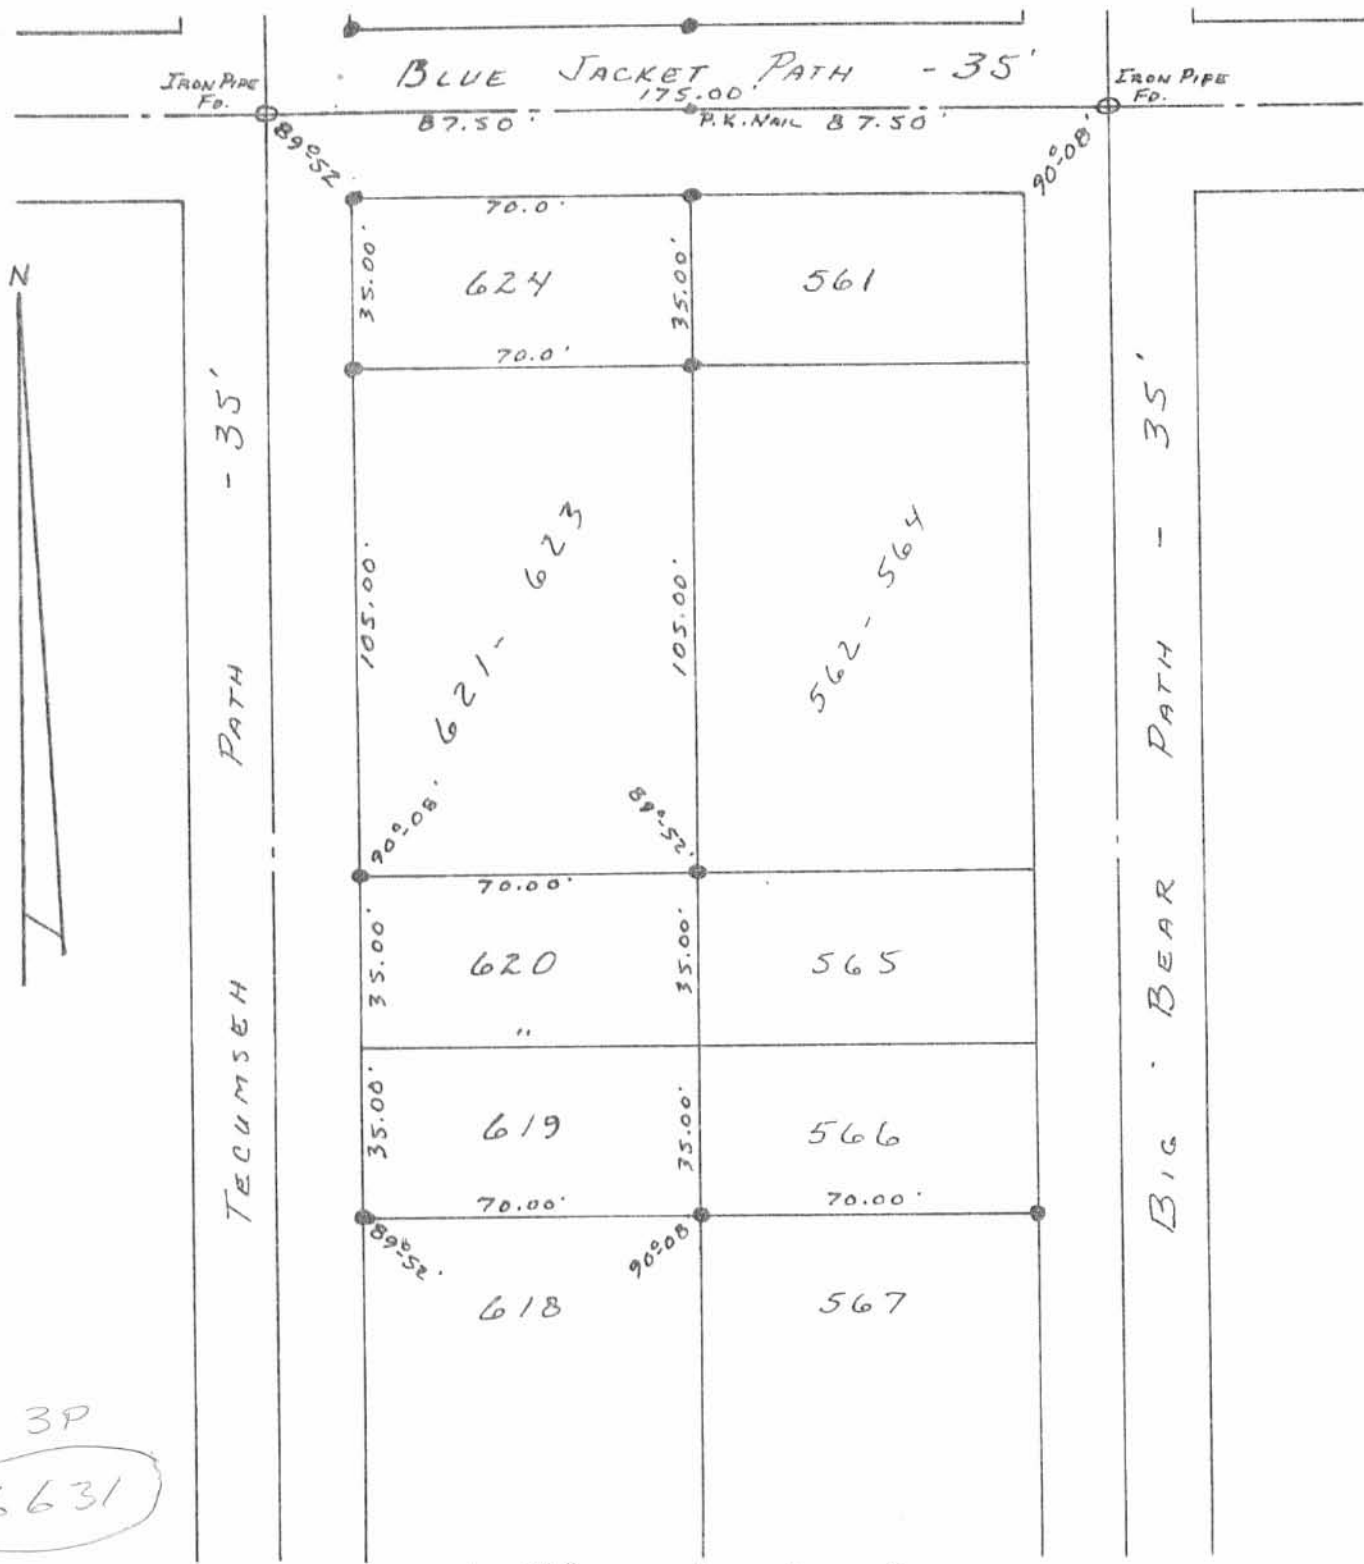 BLUE JACKET PATH - 35'
IRON PIPE
FD.
IRON PIPE
FD.
175.00'
87.50'
P.K. NAIL 87.50'
89°-52'
90°-08'
70.0'
35.00'
624
35.00'
561
70.0'
N
TECUMSEH PATH - 35'
BIG BEAR PATH - 35'
105.00'
621 - 623
105.00'
562 - 564
90°-08'
89°-52'
70.00'
35.00'
620
35.00'
565
"
35.00'
619
35.00'
566
70.00'
70.00'
89°-52'
90°-08
618
567
3P
6631